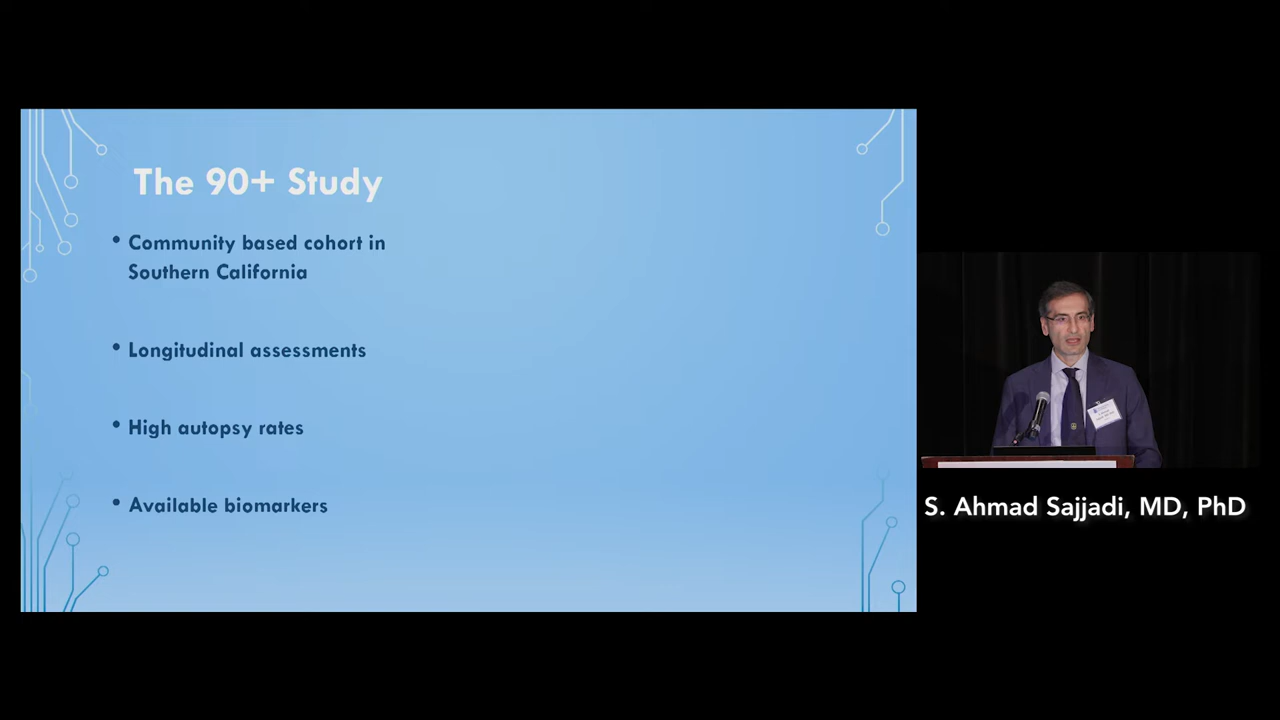 The 90+ Study
• Community based cohort in
Southern California
• Longitudinal assessments
• High autopsy rates
• Available biomarkers
S. Ahmad Sajjadi, MD, PhD